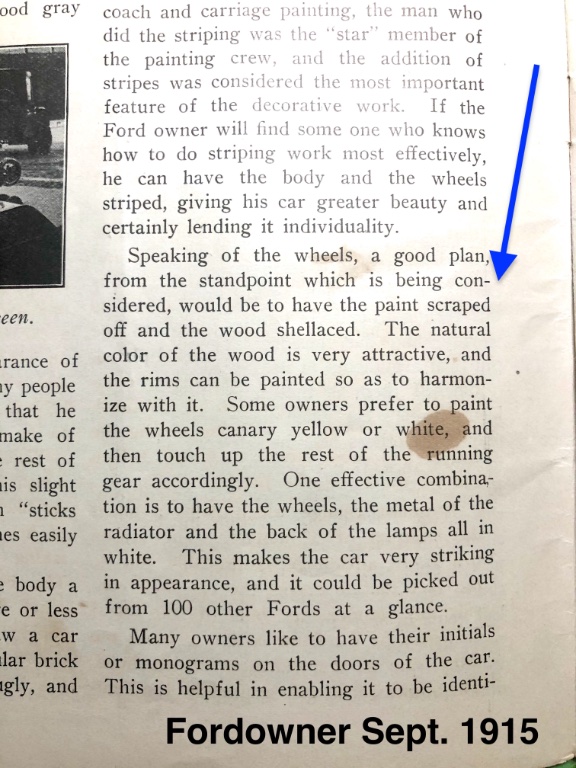 ood gray
een.
rance of
y people
that he
make of
rest of
is slight
“sticks
es easily
body a
e or less
w a car
lar brick
gly, and
coach and carriage painting, the man who
did the striping was the “star” member of
the painting crew, and the addition of
stripes was considered the most important
feature of the decorative work. If the
Ford owner will find some one who knows
how to do striping work most effectively,
he can have the body and the wheels
striped, giving his car greater beauty and
certainly lending it individuality.
Speaking of the wheels, a good plan,
from the standpoint which is being con-
sidered, would be to have the paint scraped
off and the wood shellaced. The natural
color of the wood is very attractive, and
the rims can be painted so as to harmon-
ize with it. Some owners prefer to paint
the wheels canary yellow or white, and
then touch up the rest of the running
gear accordingly. One effective combina-
tion is to have the wheels, the metal of the
radiator and the back of the lamps all in
white. This makes the car very striking
in appearance, and it could be picked out
from 100 other Fords at a glance.
Many owners like to have their initials
or monograms on the doors of the car.
This is helpful in enabling it to be identi-
Fordowner Sept. 1915